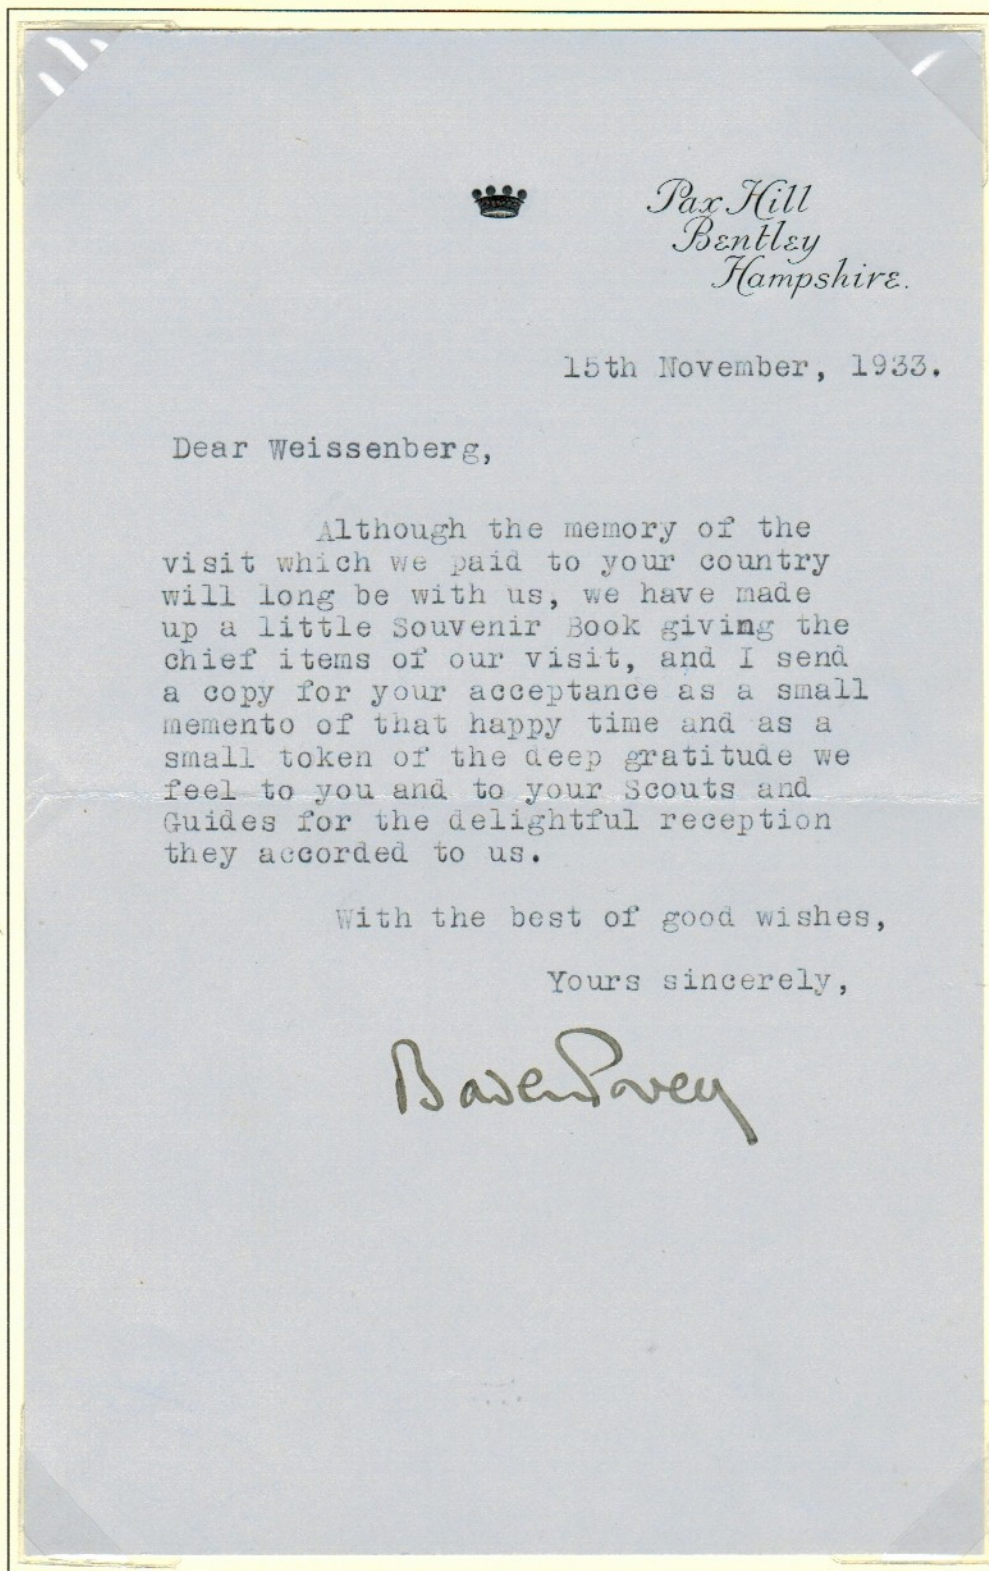 Pax Hill
Bentley
Hampshire.
15th November, 1933.
Dear Weissenberg,
Although the memory of the
visit which we paid to your country
will long be with us, we have made
up a little Souvenir Book giving the
chief items of our visit, and I send
a copy for your acceptance as a small
memento of that happy time and as a
small token of the deep gratitude we
feel to you and to your Scouts and
Guides for the delightful reception
they accorded to us.
With the best of good wishes,
Yours sincerely,
Baden Powell